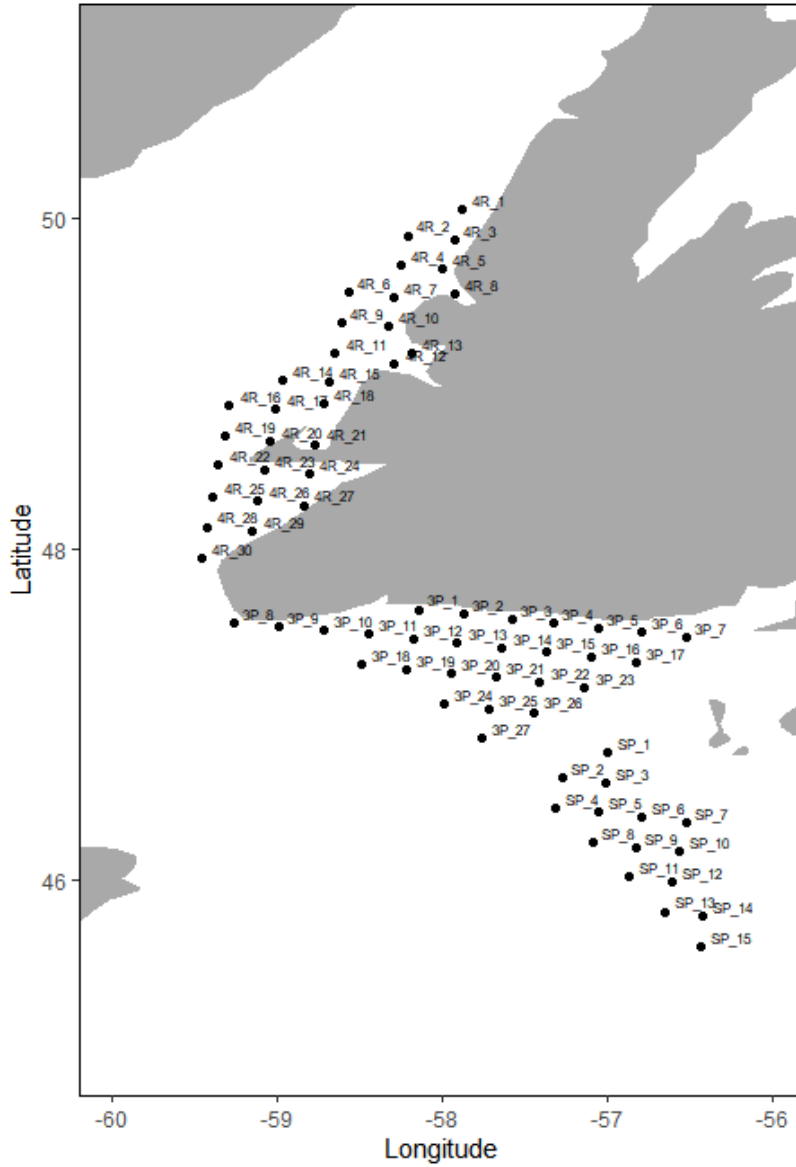 50
48
46
Latitude
4R_1
4R_2
4R_3
4R_4
4R_5
4R_6
4R_7
4R_8
4R_9
4R_10
4R_11
4R_13
4R_12
4R_14
4R_15
4R_16
4R_17
4R_18
4R_19
4R_20
4R_21
4R_22
4R_23
4R_24
4R_25
4R_26
4R_27
4R_28
4R_29
4R_30
3P_1
3P_2
3P_3
3P_4
3P_5
3P_6
3P_7
3P_8
3P_9
3P_10
3P_11
3P_12
3P_13
3P_14
3P_15
3P_16
3P_17
3P_18
3P_19
3P_20
3P_21
3P_22
3P_23
3P_24
3P_25
3P_26
3P_27
SP_1
SP_2
SP_3
SP_4
SP_5
SP_6
SP_7
SP_8
SP_9
SP_10
SP_11
SP_12
SP_13
SP_14
SP_15
-60
-59
-58
-57
-56
Longitude